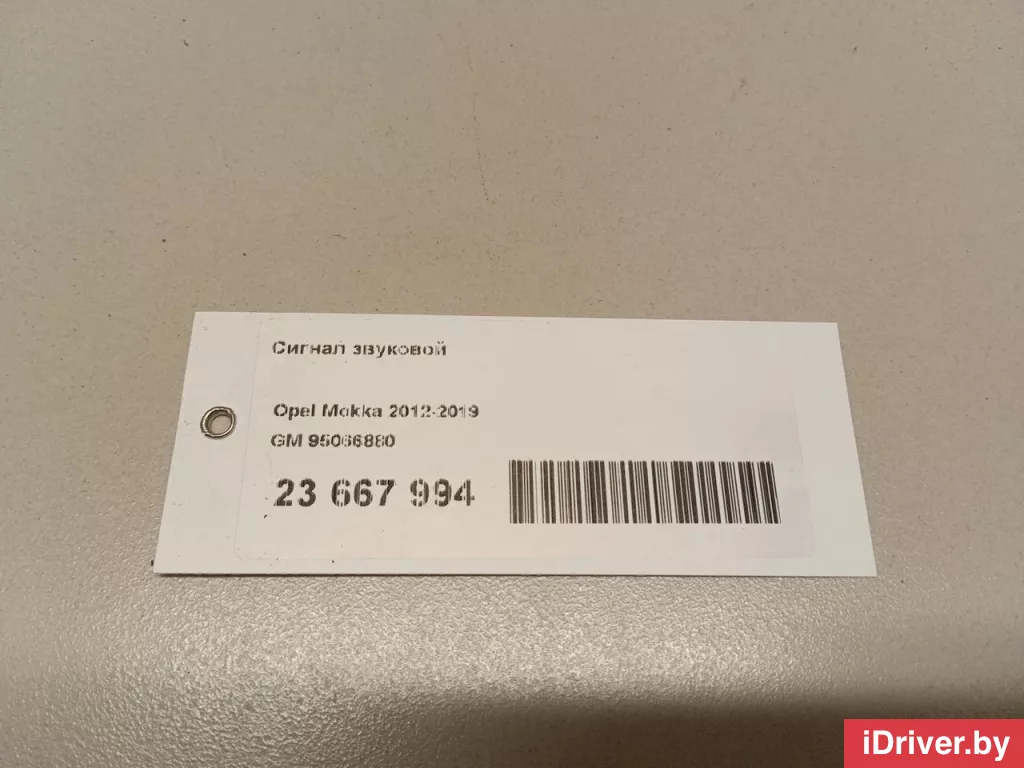 Сигнал звуковой
Opel Mokka 2012-2019
GM 95066880
23 667 994
iDriver.by